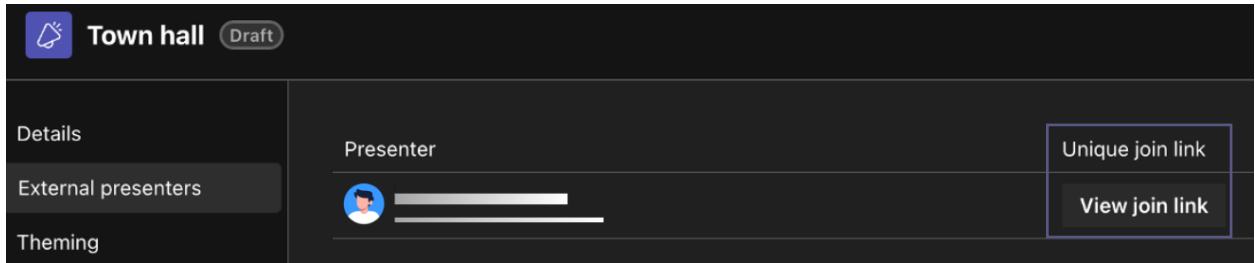 Town hall Draft
Details
External presenters
Theming
Presenter
Unique join link
View join link